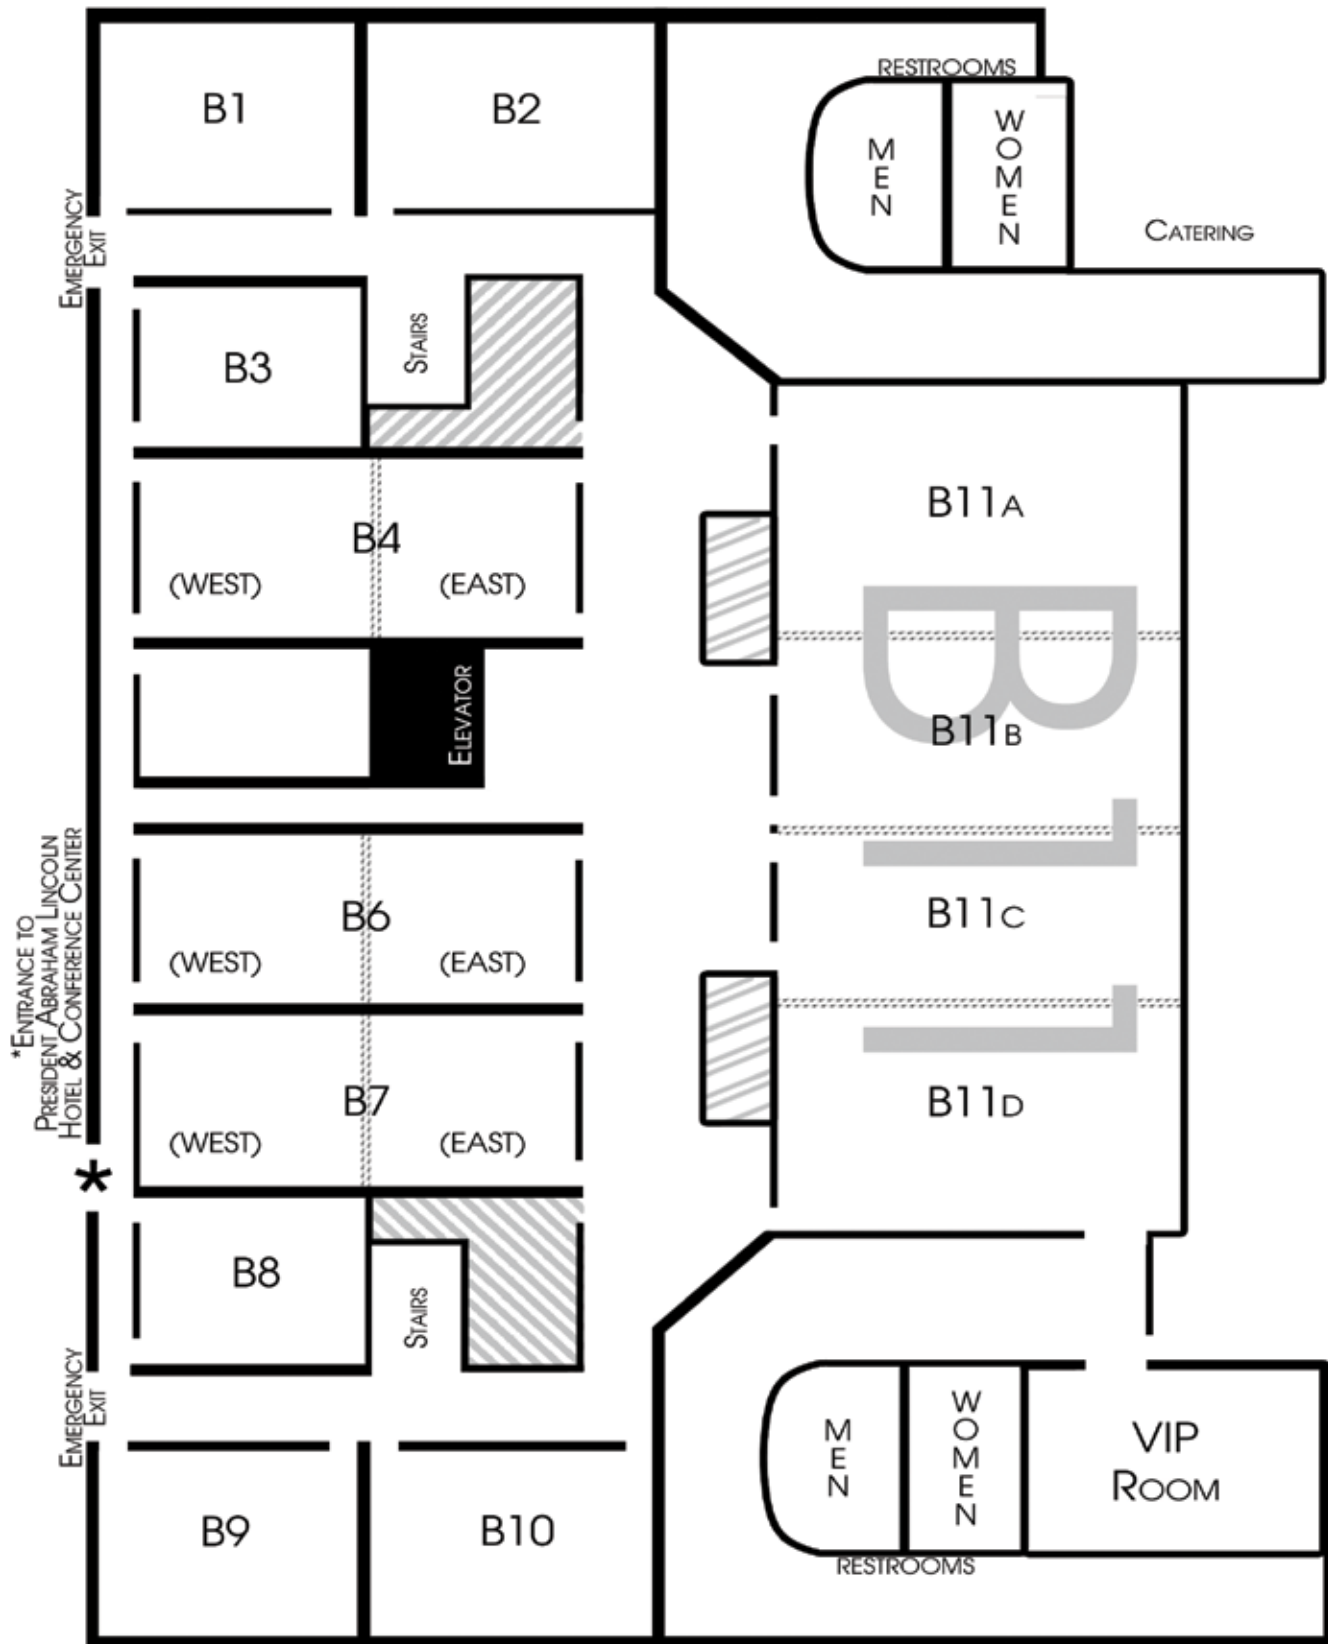 B1
B2
RESTROOMS
MEN
WOMEN
CATERING
EMERGENCY
EXIT
B3
STAIRS
B4
(WEST)
(EAST)
B11A
B11
B11B
ELEVATOR
*ENTRANCE TO
PRESIDENT ABRAHAM LINCOLN
HOTEL & CONFERENCE CENTER
*
B6
(WEST)
(EAST)
B11C
B7
(WEST)
(EAST)
B11D
B8
STAIRS
EMERGENCY
EXIT
MEN
WOMEN
VIP
ROOM
RESTROOMS
B9
B10